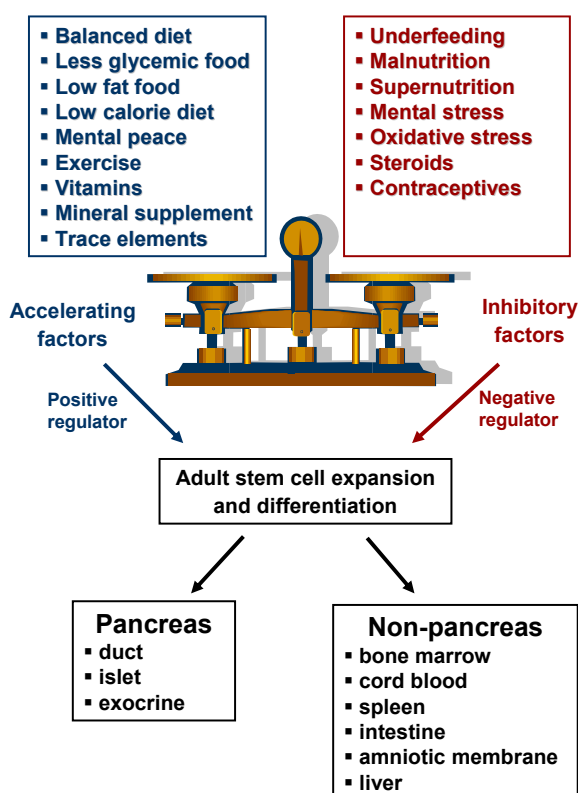 ▪ Balanced diet
▪ Less glycemic food
▪ Low fat food
▪ Low calorie diet
▪ Mental peace
▪ Exercise
▪ Vitamins
▪ Mineral supplement
▪ Trace elements
▪ Underfeeding
▪ Malnutrition
▪ Supernutrition
▪ Mental stress
▪ Oxidative stress
▪ Steroids
▪ Contraceptives
Accelerating
factors
Inhibitory
factors
Positive
regulator
Negative
regulator
Adult stem cell expansion
and differentiation
Pancreas
▪ duct
▪ islet
▪ exocrine
Non-pancreas
▪ bone marrow
▪ cord blood
▪ spleen
▪ intestine
▪ amniotic membrane
▪ liver